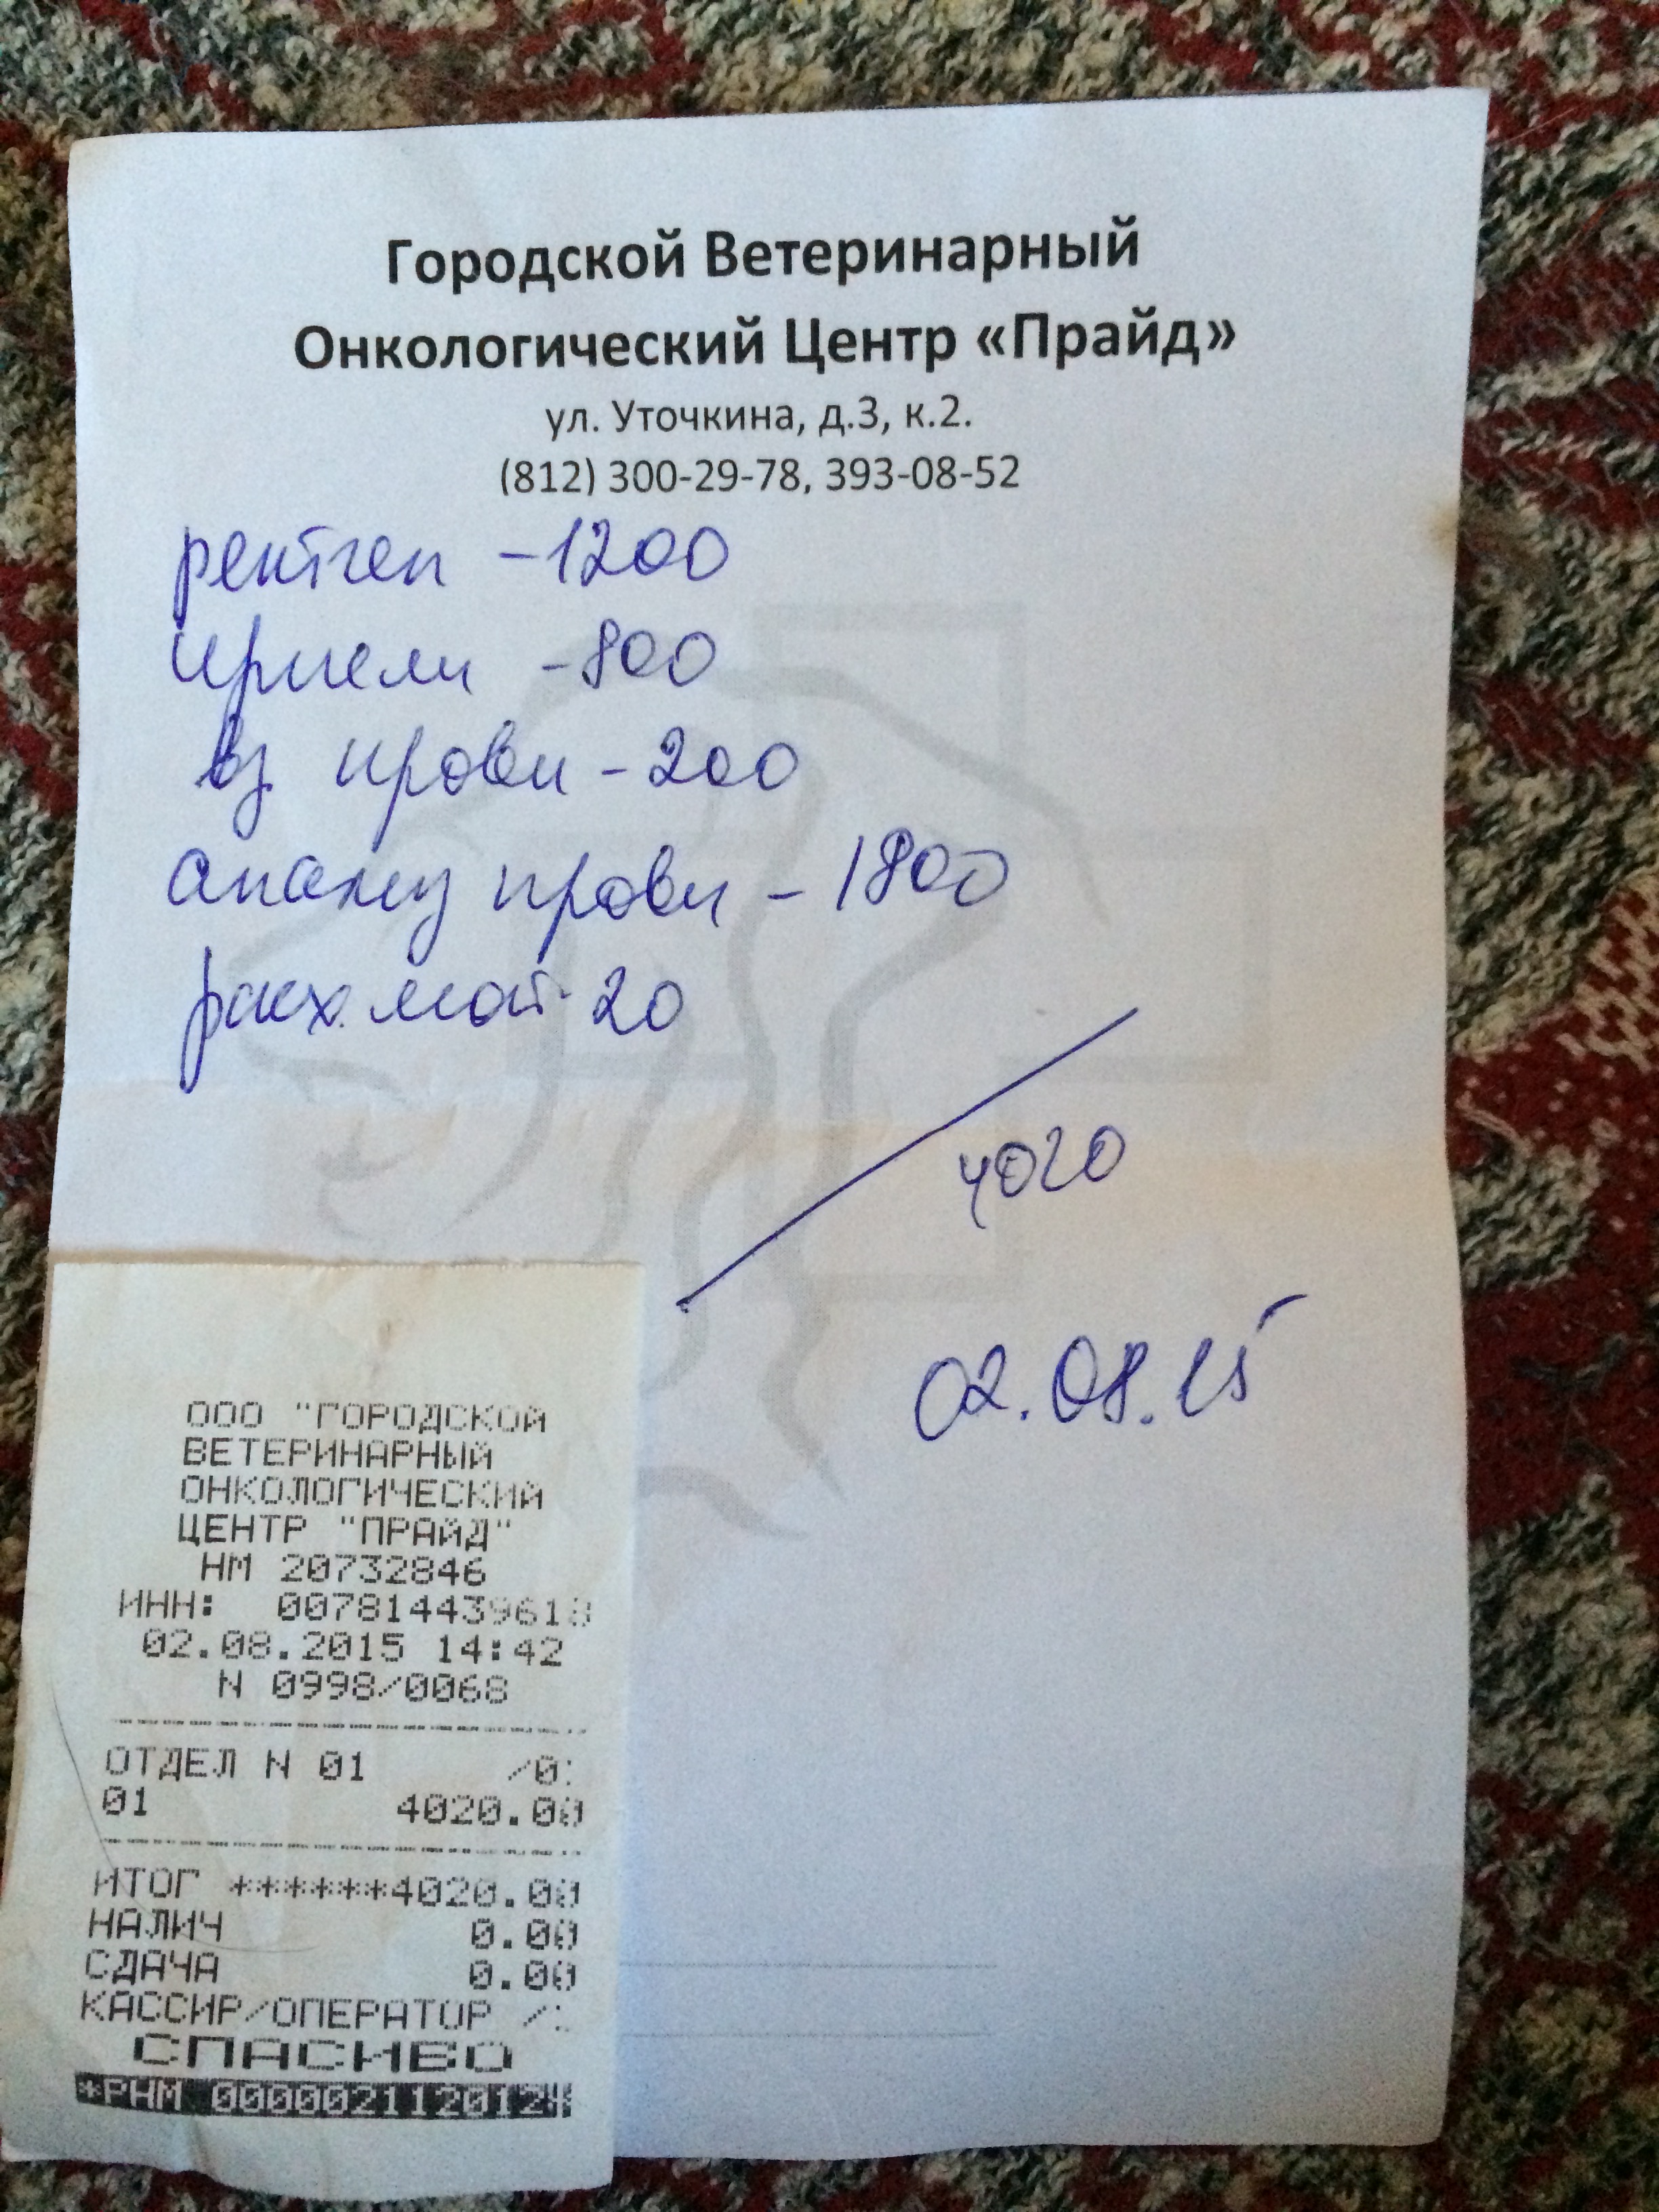 Городской Ветеринарный
Онкологический Центр «Прайд»
ул. Уточкина, д.3, к.2.
(812) 300-29-78, 393-08-52
рентген - 1200
- 800
вз крови - 200
анализ крови - 1800
расх. мат 20
4020
02.08.15
ООО "ГОРОДСКОЙ
ВЕТЕРИНАРНЫЙ
ОНКОЛОГИЧЕСКИЙ
ЦЕНТР "ПРАЙД"
НМ 20732846
ИНН: 007814439618
02.08.2015 14:42
N 0998/0068
ОТДЕЛ N 01
01 4020.00
ИТОГ ******4020.00
НАЛИЧ 0.00
СДАЧА 0.00
КАССИР/ОПЕРАТОР
СПАСИБО
*РНМ